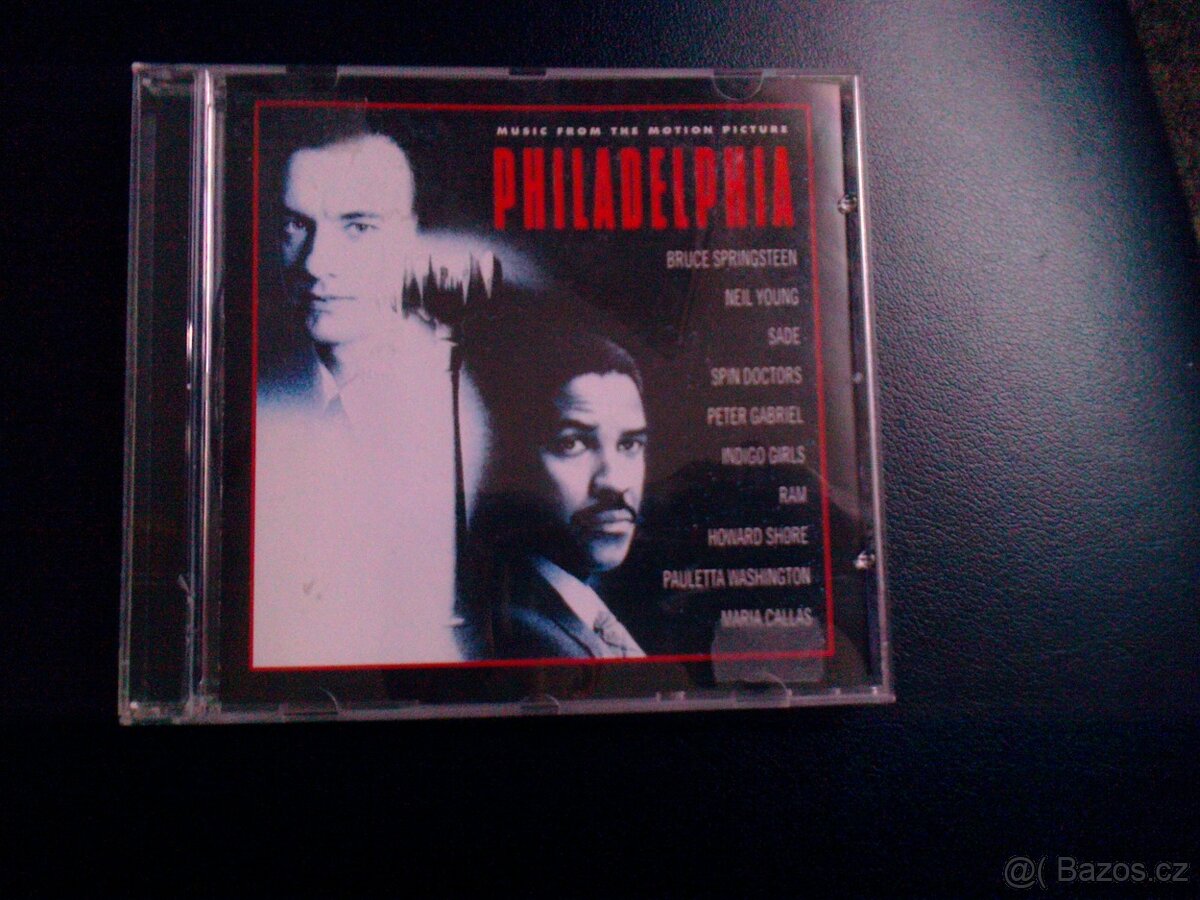 MUSIC FROM THE MOTION PICTURE
PHILADELPHIA
BRUCE SPRINGSTEEN
NEIL YOUNG
SADE
SPIN DOCTORS
PETER GABRIEL
INDIGO GIRLS
RAM
HOWARD SHORE
PAULETTA WASHINGTON
MARIA CALLAS
@( Bazos.cz